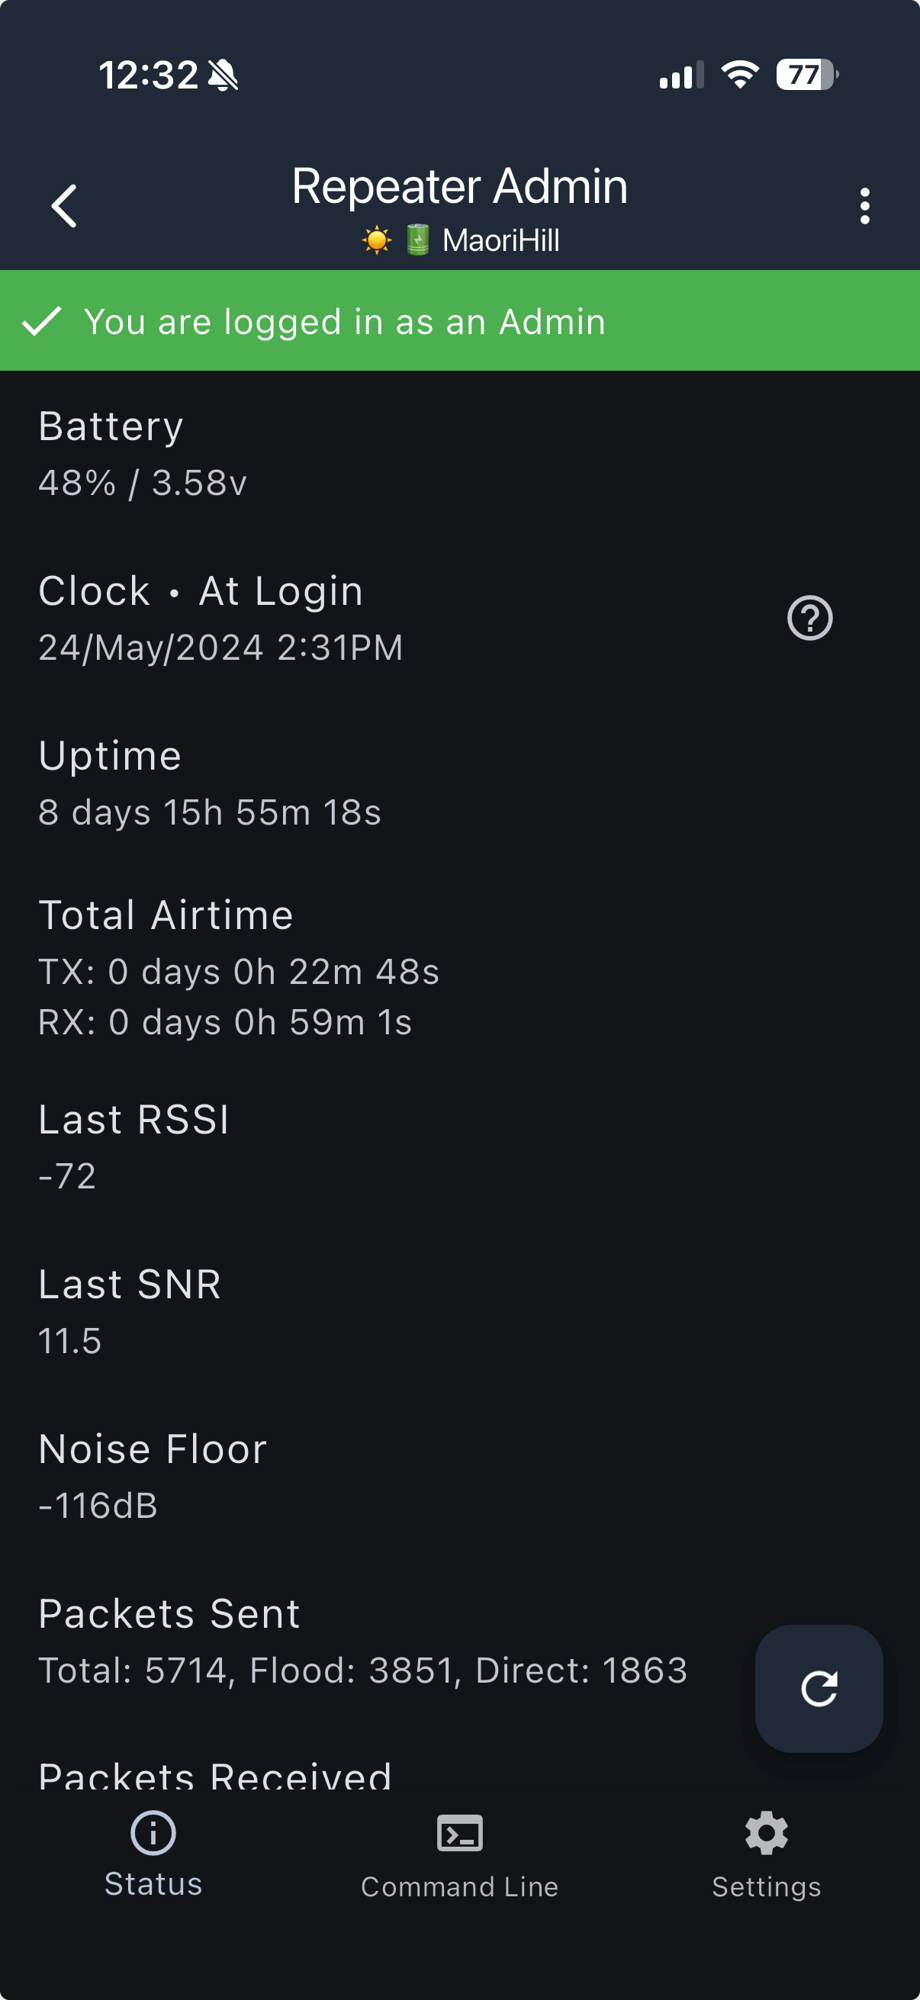 12:32
77
Repeater Admin
☀️🔋 MaoriHill
You are logged in as an Admin
Battery
48% / 3.58v
Clock • At Login
24/May/2024 2:31PM
Uptime
8 days 15h 55m 18s
Total Airtime
TX: 0 days 0h 22m 48s
RX: 0 days 0h 59m 1s
Last RSSI
-72
Last SNR
11.5
Noise Floor
-116dB
Packets Sent
Total: 5714, Flood: 3851, Direct: 1863
Packets Received
Status
Command Line
Settings